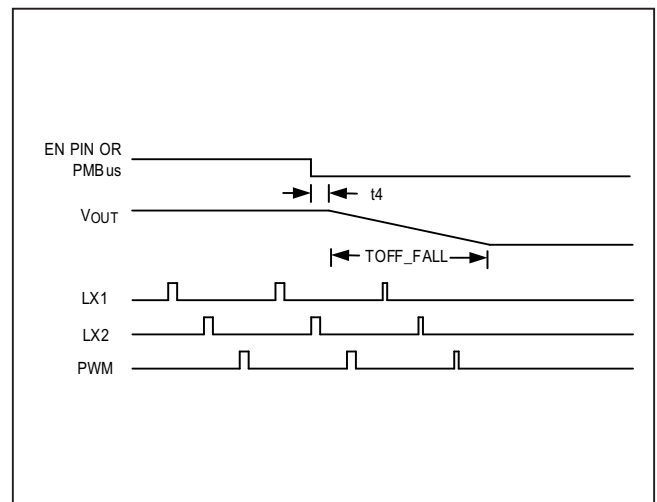 EN PIN OR
PMBus
t4
VOUT
TOFF_FALL
LX1
LX2
PWM